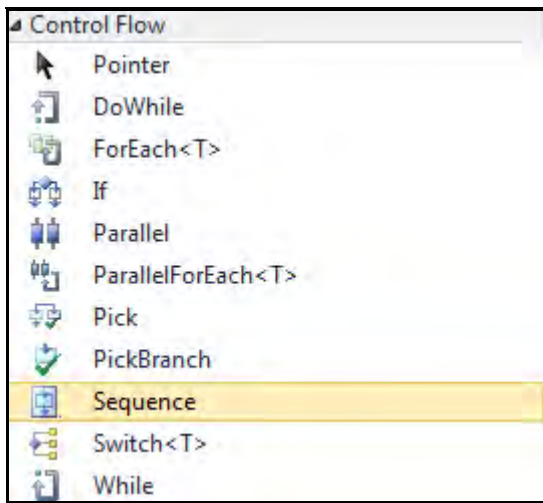 Control Flow
Pointer
DoWhile
ForEach<T>
If
Parallel
ParallelForEach<T>
Pick
PickBranch
Sequence
Switch<T>
While